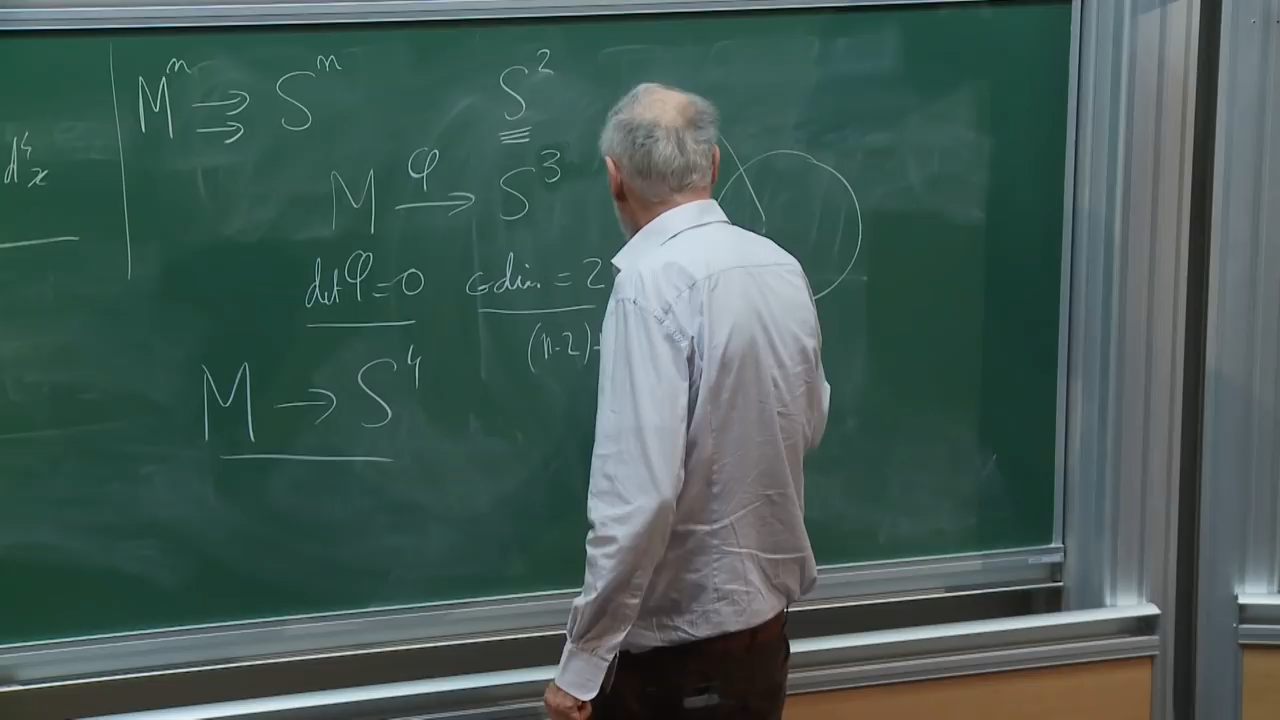 d⁴x
Mⁿ ⇉ Sⁿ
S²
M →^φ S³
det φ = 0
codim = 2
(n-2)
M → S⁴